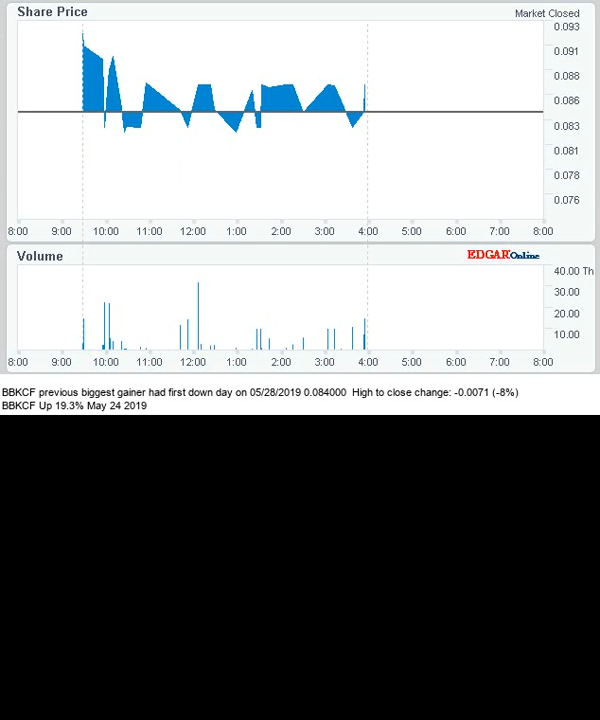 Share Price
Market Closed
0.093
0.091
0.088
0.086
0.083
0.081
0.078
0.076
8:00 9:00 10:00 11:00 12:00 1:00 2:00 3:00 4:00 5:00 6:00 7:00 8:00
Volume
EDGAR Online
40.00 Th
30.00
20.00
10.00
8:00 9:00 10:00 11:00 12:00 1:00 2:00 3:00 4:00 5:00 6:00 7:00 8:00
BBKCF previous biggest gainer had first down day on 05/28/2019 0.084000 High to close change: -0.0071 (-8%)
BBKCF Up 19.3% May 24 2019